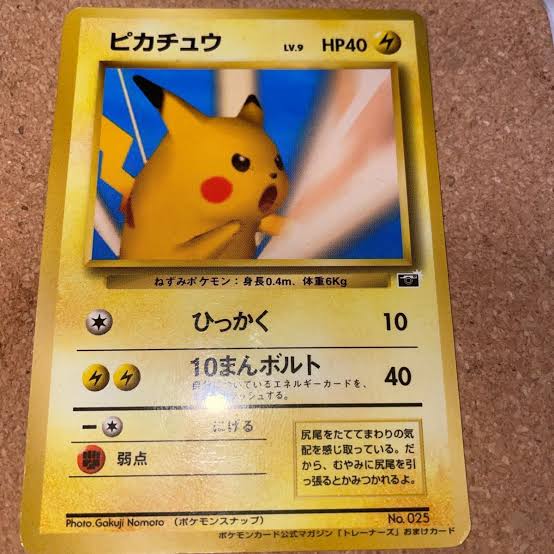 ピカチュウ LV.9 HP40
ねずみポケモン：身長0.4m、体重6Kg
ひっかく 10
10まんボルト 40
ているエネルギーカードを、
ッシュする。
にげる
弱点
尻尾をたててまわりの気
配を感じ取っている。だ
から、むやみに尻尾を引
っ張るとかみつかれるよ。
Photo.Gakuji Nomoto （ポケモンスナップ） No.025
ポケモンカード公式マガジン「トレーナーズ」おまけカード